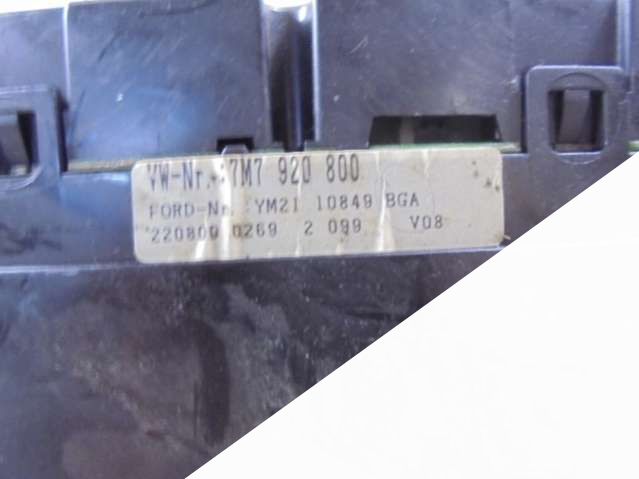 VW-Nr. 7M7 920 800
FORD-Nr. YM21 10849 BGA
220800 0269 2 099 V08